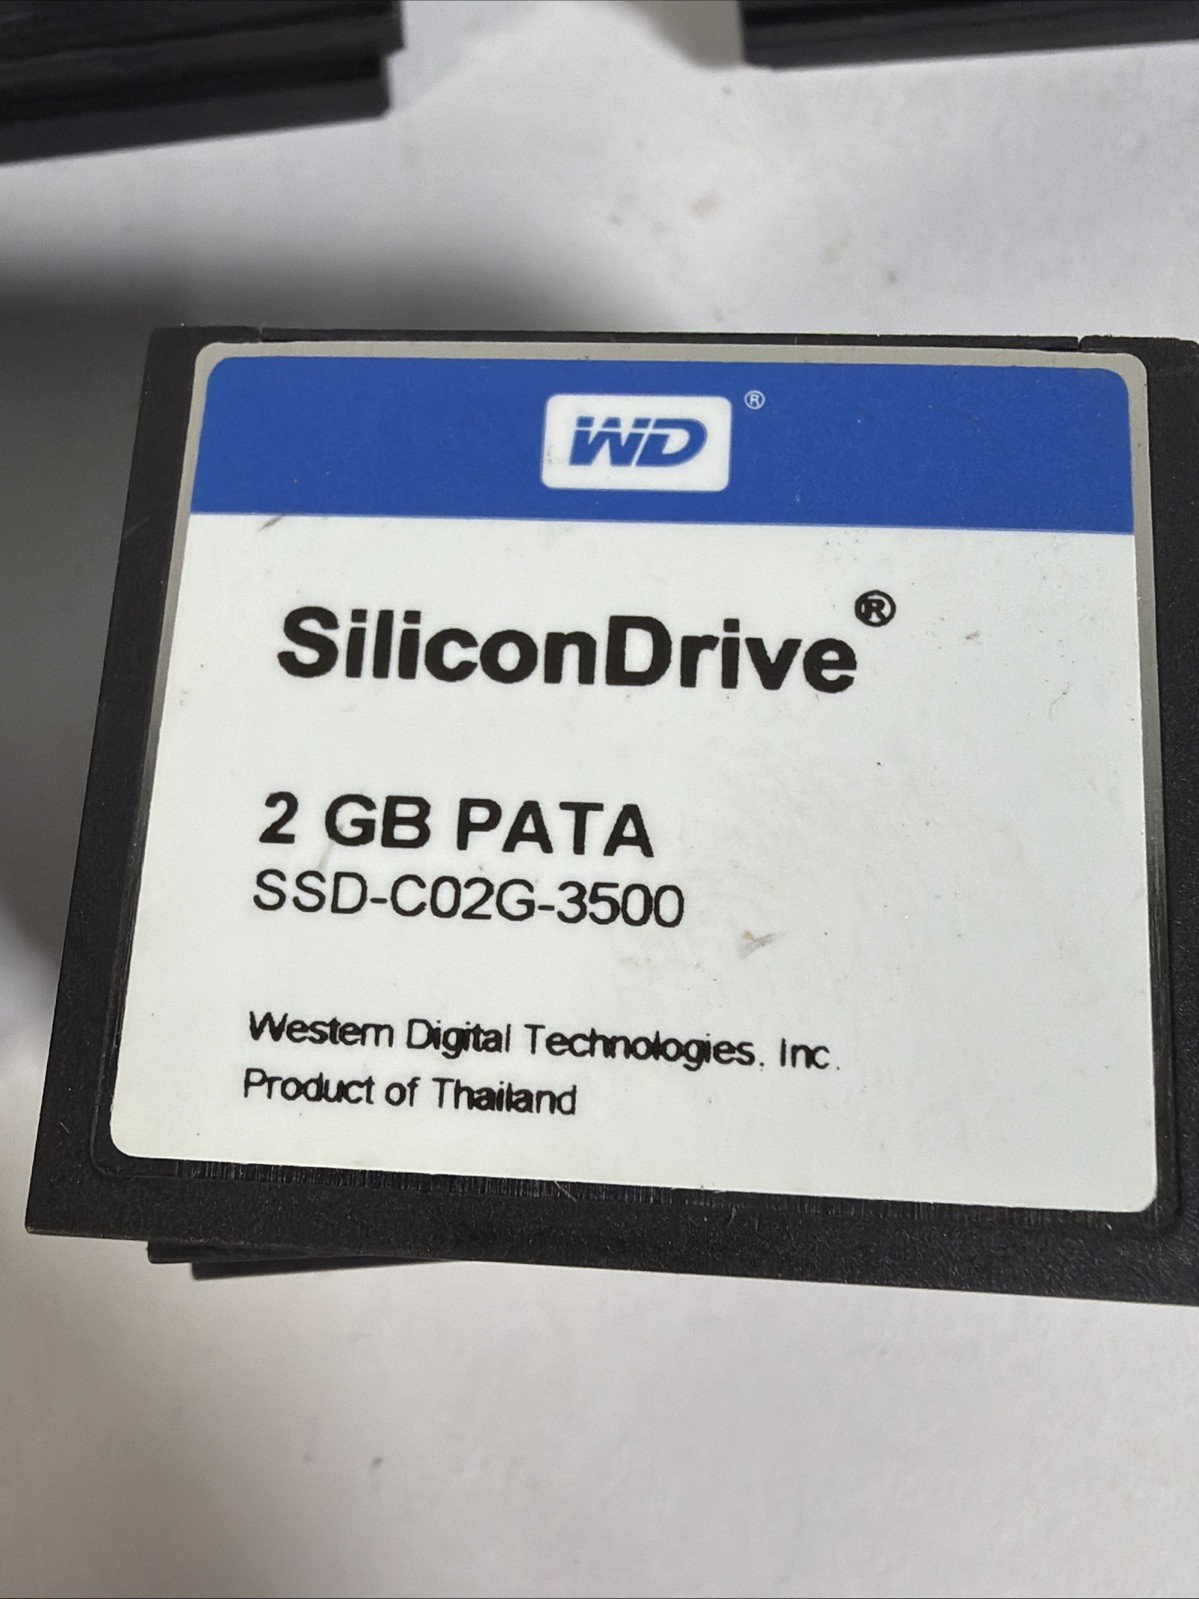 WD®
SiliconDrive®
2 GB PATA
SSD-C02G-3500
Western Digital Technologies, Inc.
Product of Thailand